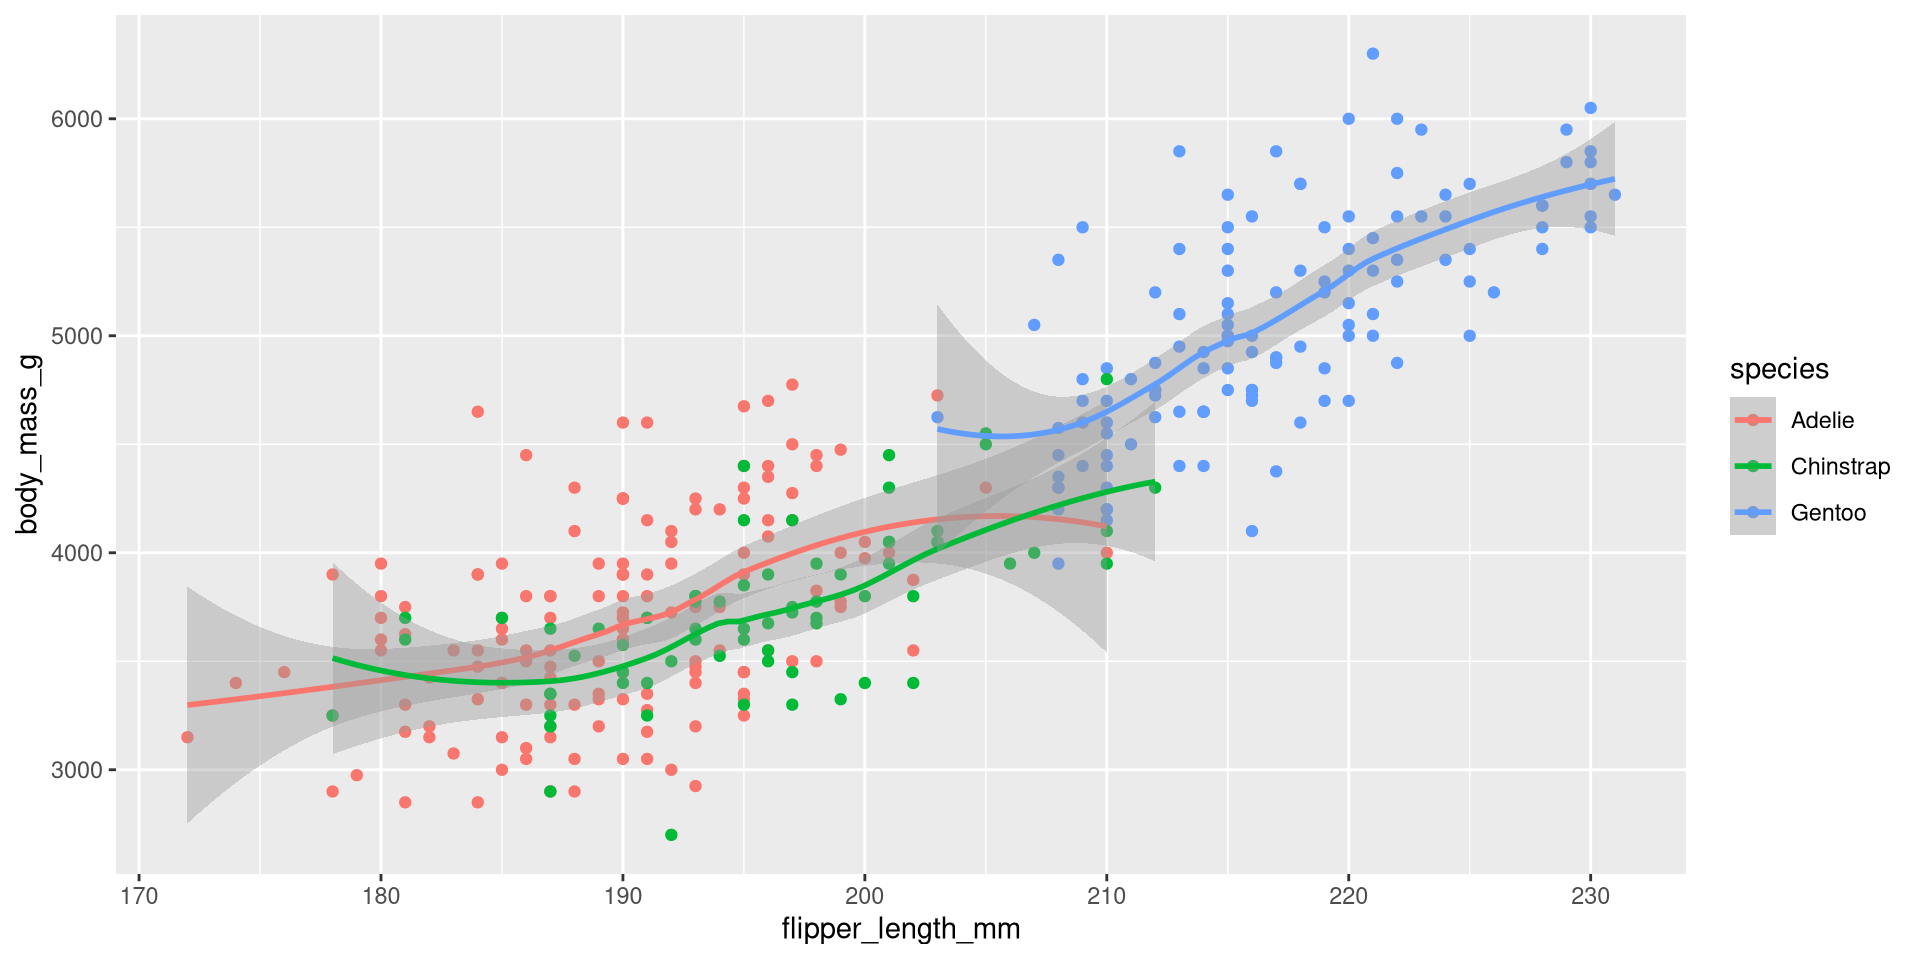 6000
5000
4000
3000
body_mass_g
170 180 190 200 210 220 230
flipper_length_mm
species
Adelie
Chinstrap
Gentoo